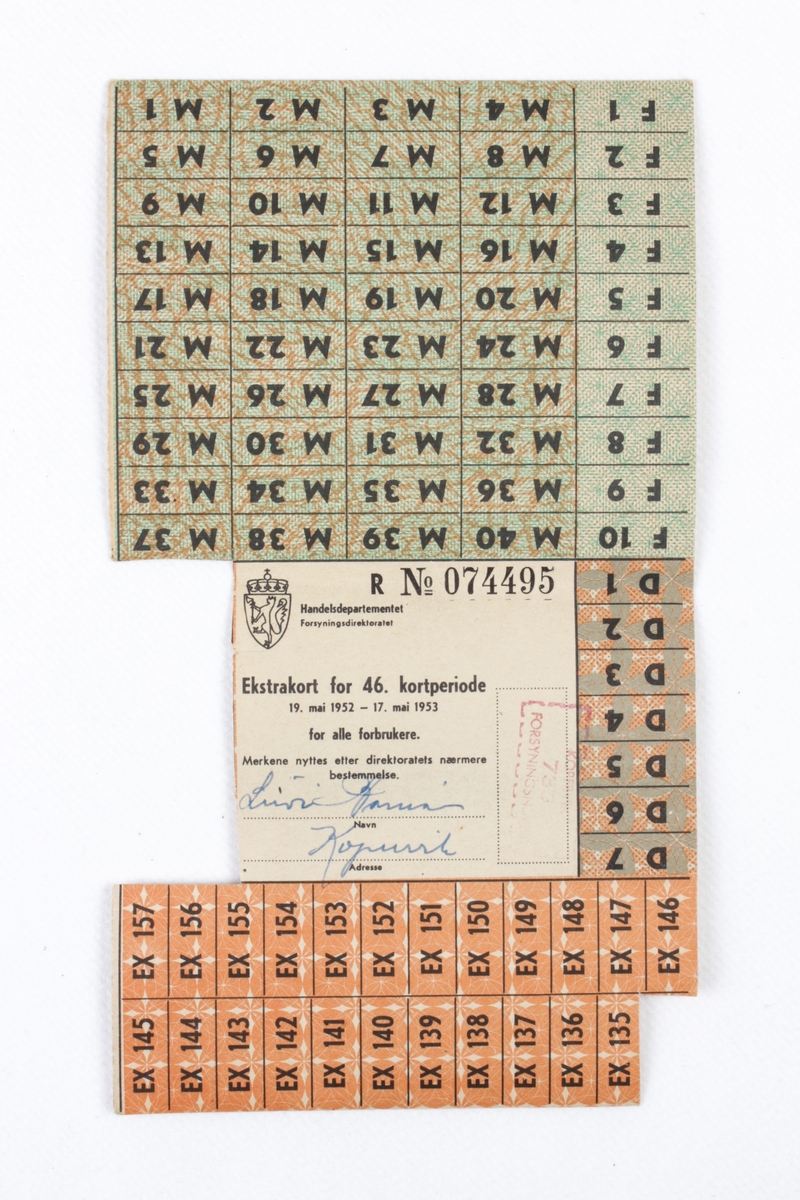 M 1 M 2 M 3 M 4 F 1
M 5 M 6 M 7 M 8 F 2
M 9 M 10 M 11 M 12 F 3
M 13 M 14 M 15 M 16 F 4
M 17 M 18 M 19 M 20 F 5
M 21 M 22 M 23 M 24 F 6
M 25 M 26 M 27 M 28 F 7
M 29 M 30 M 31 M 32 F 8
M 33 M 34 M 35 M 36 F 9
M 37 M 38 M 39 M 40 F 10
R No 074495
Handelsdepartementet
Forsyningsdirektoratet
Ekstrakort for 46. kortperiode
19. mai 1952 – 17. mai 1953
for alle forbrukere.
Merkene nyttes etter direktoratets nærmere
bestemmelse.
Navn
Kopervik
Adresse
D 1
D 2
D 3
D 4
D 5
D 6
D 7
EX 157 EX 156 EX 155 EX 154 EX 153 EX 152 EX 151 EX 150 EX 149 EX 148 EX 147 EX 146
EX 145 EX 144 EX 143 EX 142 EX 141 EX 140 EX 139 EX 138 EX 137 EX 136 EX 135